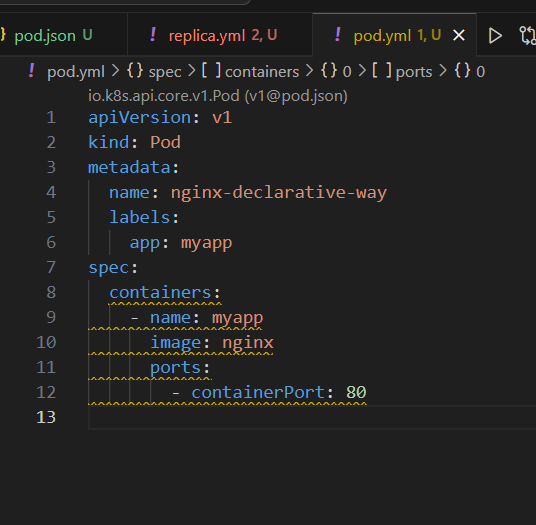 } pod.json U
! replica.yml 2, U
! pod.yml 1, U
! pod.yml > {} spec > [ ] containers > {} 0 > [ ] ports > {} 0
io.k8s.api.core.v1.Pod (v1@pod.json)
1 apiVersion: v1
2 kind: Pod
3 metadata:
4   name: nginx-declarative-way
5   labels:
6     app: myapp
7 spec:
8   containers:
9     - name: myapp
10       image: nginx
11       ports:
12         - containerPort: 80
13